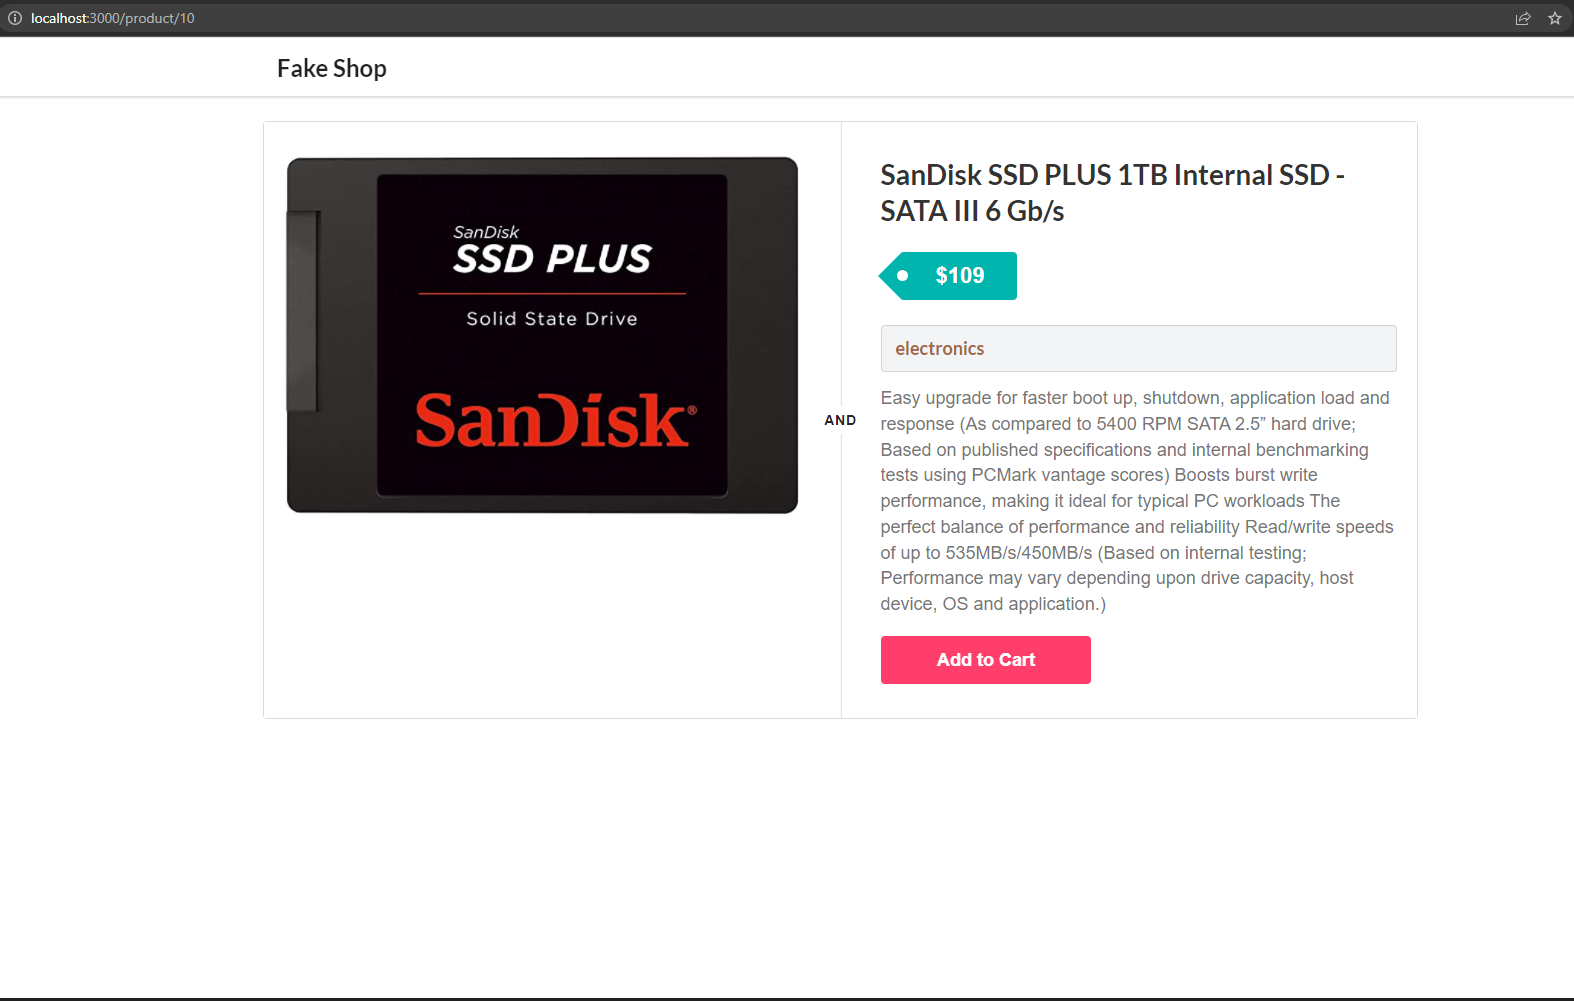 localhost:3000/product/10
Fake Shop
SanDisk
SSD PLUS
Solid State Drive
SanDisk®
AND
SanDisk SSD PLUS 1TB Internal SSD -
SATA III 6 Gb/s
$109
electronics
Easy upgrade for faster boot up, shutdown, application load and
response (As compared to 5400 RPM SATA 2.5” hard drive;
Based on published specifications and internal benchmarking
tests using PCMark vantage scores) Boosts burst write
performance, making it ideal for typical PC workloads The
perfect balance of performance and reliability Read/write speeds
of up to 535MB/s/450MB/s (Based on internal testing;
Performance may vary depending upon drive capacity, host
device, OS and application.)
Add to Cart